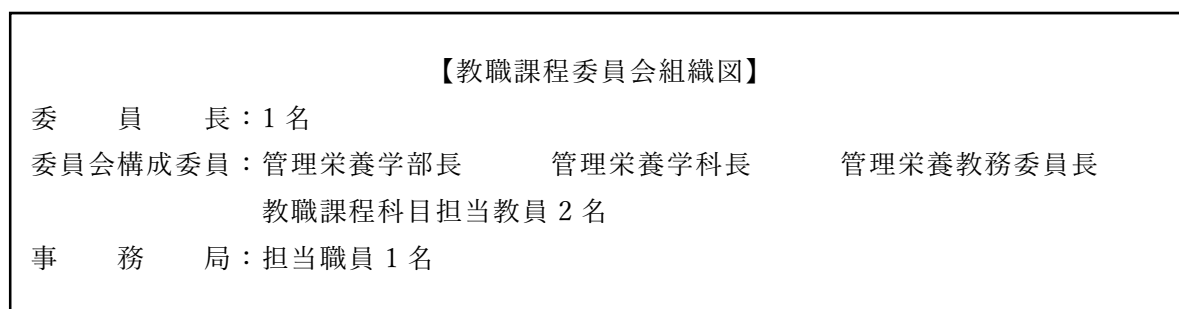 【教職課程委員会組織図】
委　員　長：1名
委員会構成委員：管理栄養学部長　管理栄養学科長　管理栄養教務委員長
教職課程科目担当教員2名
事　務　局：担当職員1名